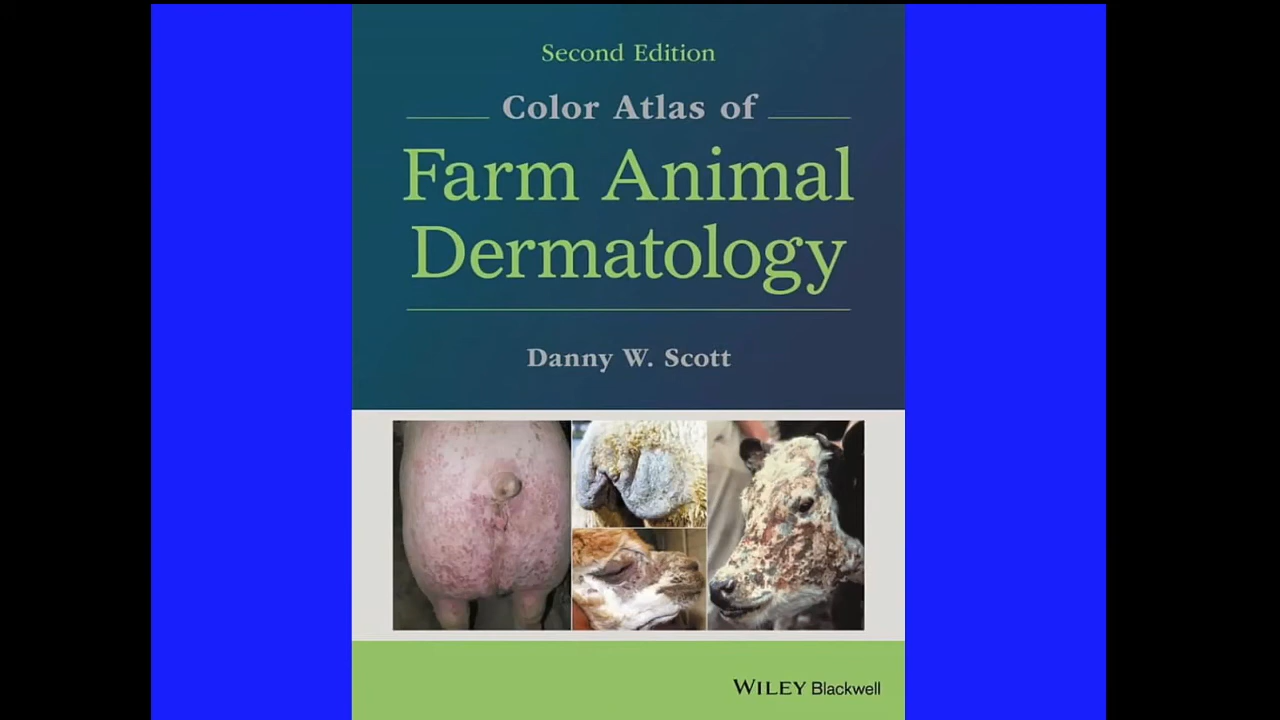 Second Edition
Color Atlas of
Farm Animal
Dermatology
Danny W. Scott
WILEY Blackwell